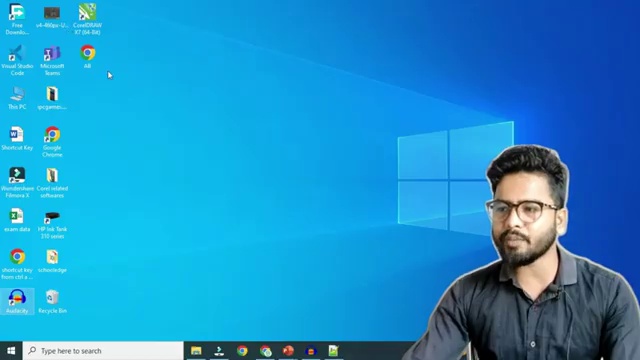 Free
Downlo...
v4-460px-U...
CorelDRAW
X7 (64-Bit)
Visual Studio
Code
Microsoft
Teams
AB
This PC
ipcgames...
Shortcut Key
Google
Chrome
Wondershare
Filmora X
Corel related
softwares
exam data
HP Ink Tank
310 series
shortcut key
from ctrl a ...
schooledge
Audacity
Recycle Bin
Type here to search